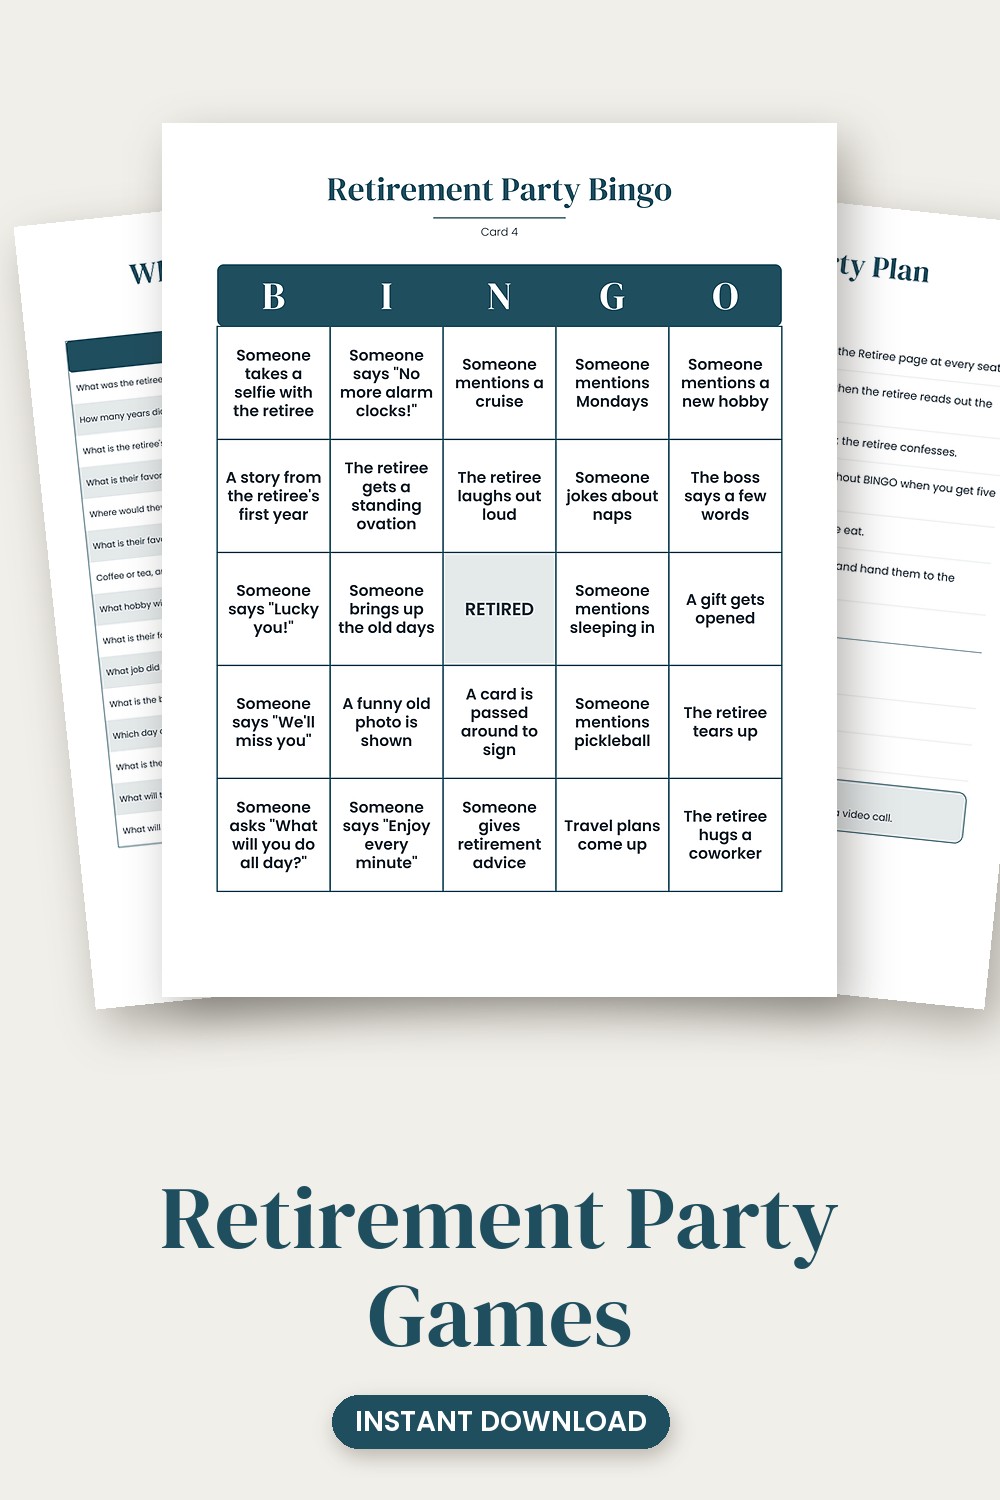 Retirement Party Bingo
Card 4
B I N G O
Someone
takes a
selfie with
the retiree
Someone
says "No
more alarm
clocks!"
Someone
mentions a
cruise
Someone
mentions
Mondays
Someone
mentions a
new hobby
A story from
the retiree's
first year
The retiree
gets a
standing
ovation
The retiree
laughs out
loud
Someone
jokes about
naps
The boss
says a few
words
Someone
says "Lucky
you!"
Someone
brings up
the old days
RETIRED
Someone
mentions
sleeping in
A gift gets
opened
Someone
says "We'll
miss you"
A funny old
photo is
shown
A card is
passed
around to
sign
Someone
mentions
pickleball
The retiree
tears up
Someone
asks "What
will you do
all day?"
Someone
says "Enjoy
every
minute"
Someone
gives
retirement
advice
Travel plans
come up
The retiree
hugs a
coworker
What was the retiree
How many years
What is the retiree's
What is their
Where would
What is their
Coffee or tea,
What hobby
What is their
What job did
What is the
Which day
What is the
What will
What will
Plan
the Retiree page at every seat
when the retiree reads out the
the retiree confesses.
BINGO when you get five
eat.
and hand them to the
a video call.
Retirement Party
Games
INSTANT DOWNLOAD